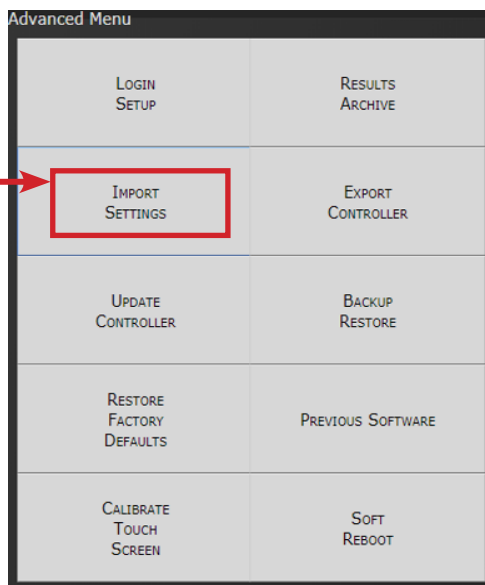 Advanced Menu
Login
Setup
Results
Archive
Import
Settings
Export
Controller
Update
Controller
Backup
Restore
Restore
Factory
Defaults
Previous Software
Calibrate
Touch
Screen
Soft
Reboot